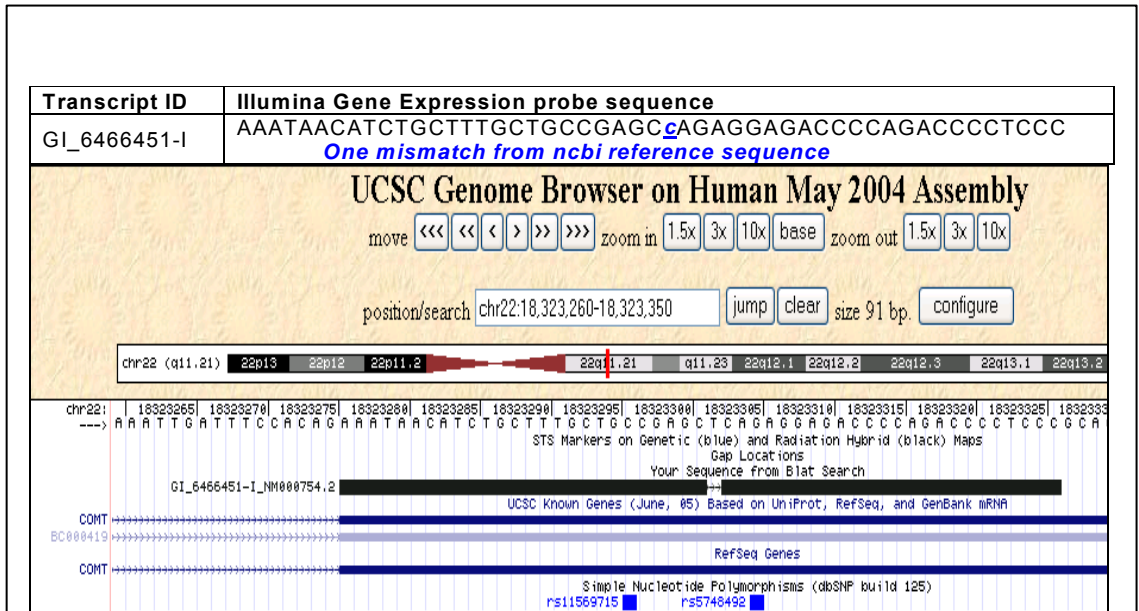 Transcript ID Illumina Gene Expression probe sequence
GI_6466451-I AAATAACATCTGCTTTGCTGCCGAGCcAGAGGAGACCCCAGACCCCTCCC
One mismatch from ncbi reference sequence
UCSC Genome Browser on Human May 2004 Assembly
move <<< << < > >> >>> zoom in 1.5x 3x 10x base zoom out 1.5x 3x 10x
position/search chr22:18,323,260-18,323,350 jump clear size 91 bp. configure
chr22 (q11.21) 22p13 22p12 22p11.2 22q11.21 q11.23 22q12.1 22q12.2 22q12.3 22q13.1 22q13.2
chr22: 18323265| 18323270| 18323275| 18323280| 18323285| 18323290| 18323295| 18323300| 18323305| 18323310| 18323315| 18323320| 18323325| 1832333
---> A A A T T G A T T T C C A C A G A A A T A A C A T C T G C T T T G C T G C C G A G C T C A G A G G A G A C C C C A G A C C C C T C C C G C A
STS Markers on Genetic (blue) and Radiation Hybrid (black) Maps
Gap Locations
Your Sequence from Blat Search
GI_6466451-I_NM000754.2
UCSC Known Genes (June, 05) Based on UniProt, RefSeq, and GenBank mRNA
COMT
BC000419
RefSeq Genes
COMT
Simple Nucleotide Polymorphisms (dbSNP build 125)
rs11569715 rs5748492